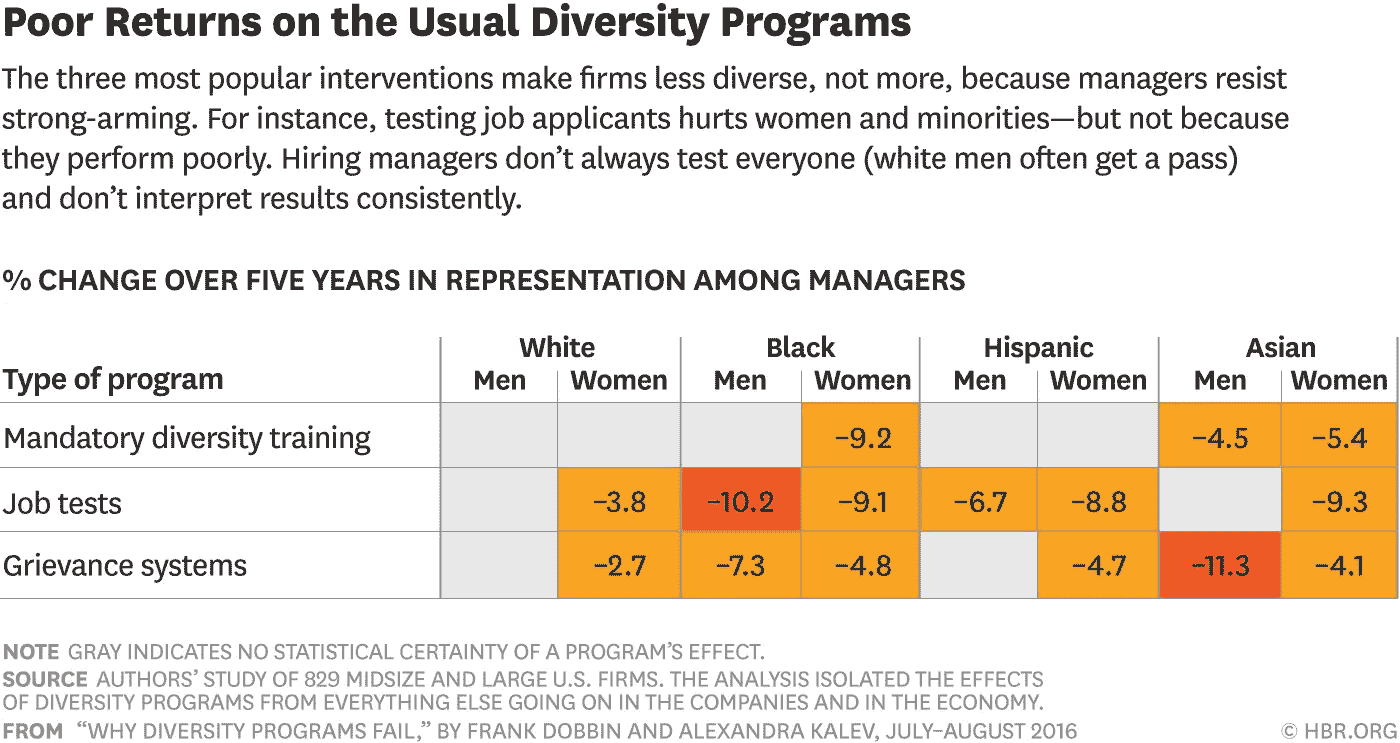 Poor Returns on the Usual Diversity Programs
The three most popular interventions make firms less diverse, not more, because managers resist
strong-arming. For instance, testing job applicants hurts women and minorities—but not because
they perform poorly. Hiring managers don’t always test everyone (white men often get a pass)
and don’t interpret results consistently.
% CHANGE OVER FIVE YEARS IN REPRESENTATION AMONG MANAGERS
White Black Hispanic Asian
Type of program Men Women Men Women Men Women Men Women
Mandatory diversity training –9.2 –4.5 –5.4
Job tests –3.8 –10.2 –9.1 –6.7 –8.8 –9.3
Grievance systems –2.7 –7.3 –4.8 –4.7 –11.3 –4.1
NOTE GRAY INDICATES NO STATISTICAL CERTAINTY OF A PROGRAM’S EFFECT.
SOURCE AUTHORS’ STUDY OF 829 MIDSIZE AND LARGE U.S. FIRMS. THE ANALYSIS ISOLATED THE EFFECTS
OF DIVERSITY PROGRAMS FROM EVERYTHING ELSE GOING ON IN THE COMPANIES AND IN THE ECONOMY.
FROM “WHY DIVERSITY PROGRAMS FAIL,” BY FRANK DOBBIN AND ALEXANDRA KALEV, JULY–AUGUST 2016 © HBR.ORG